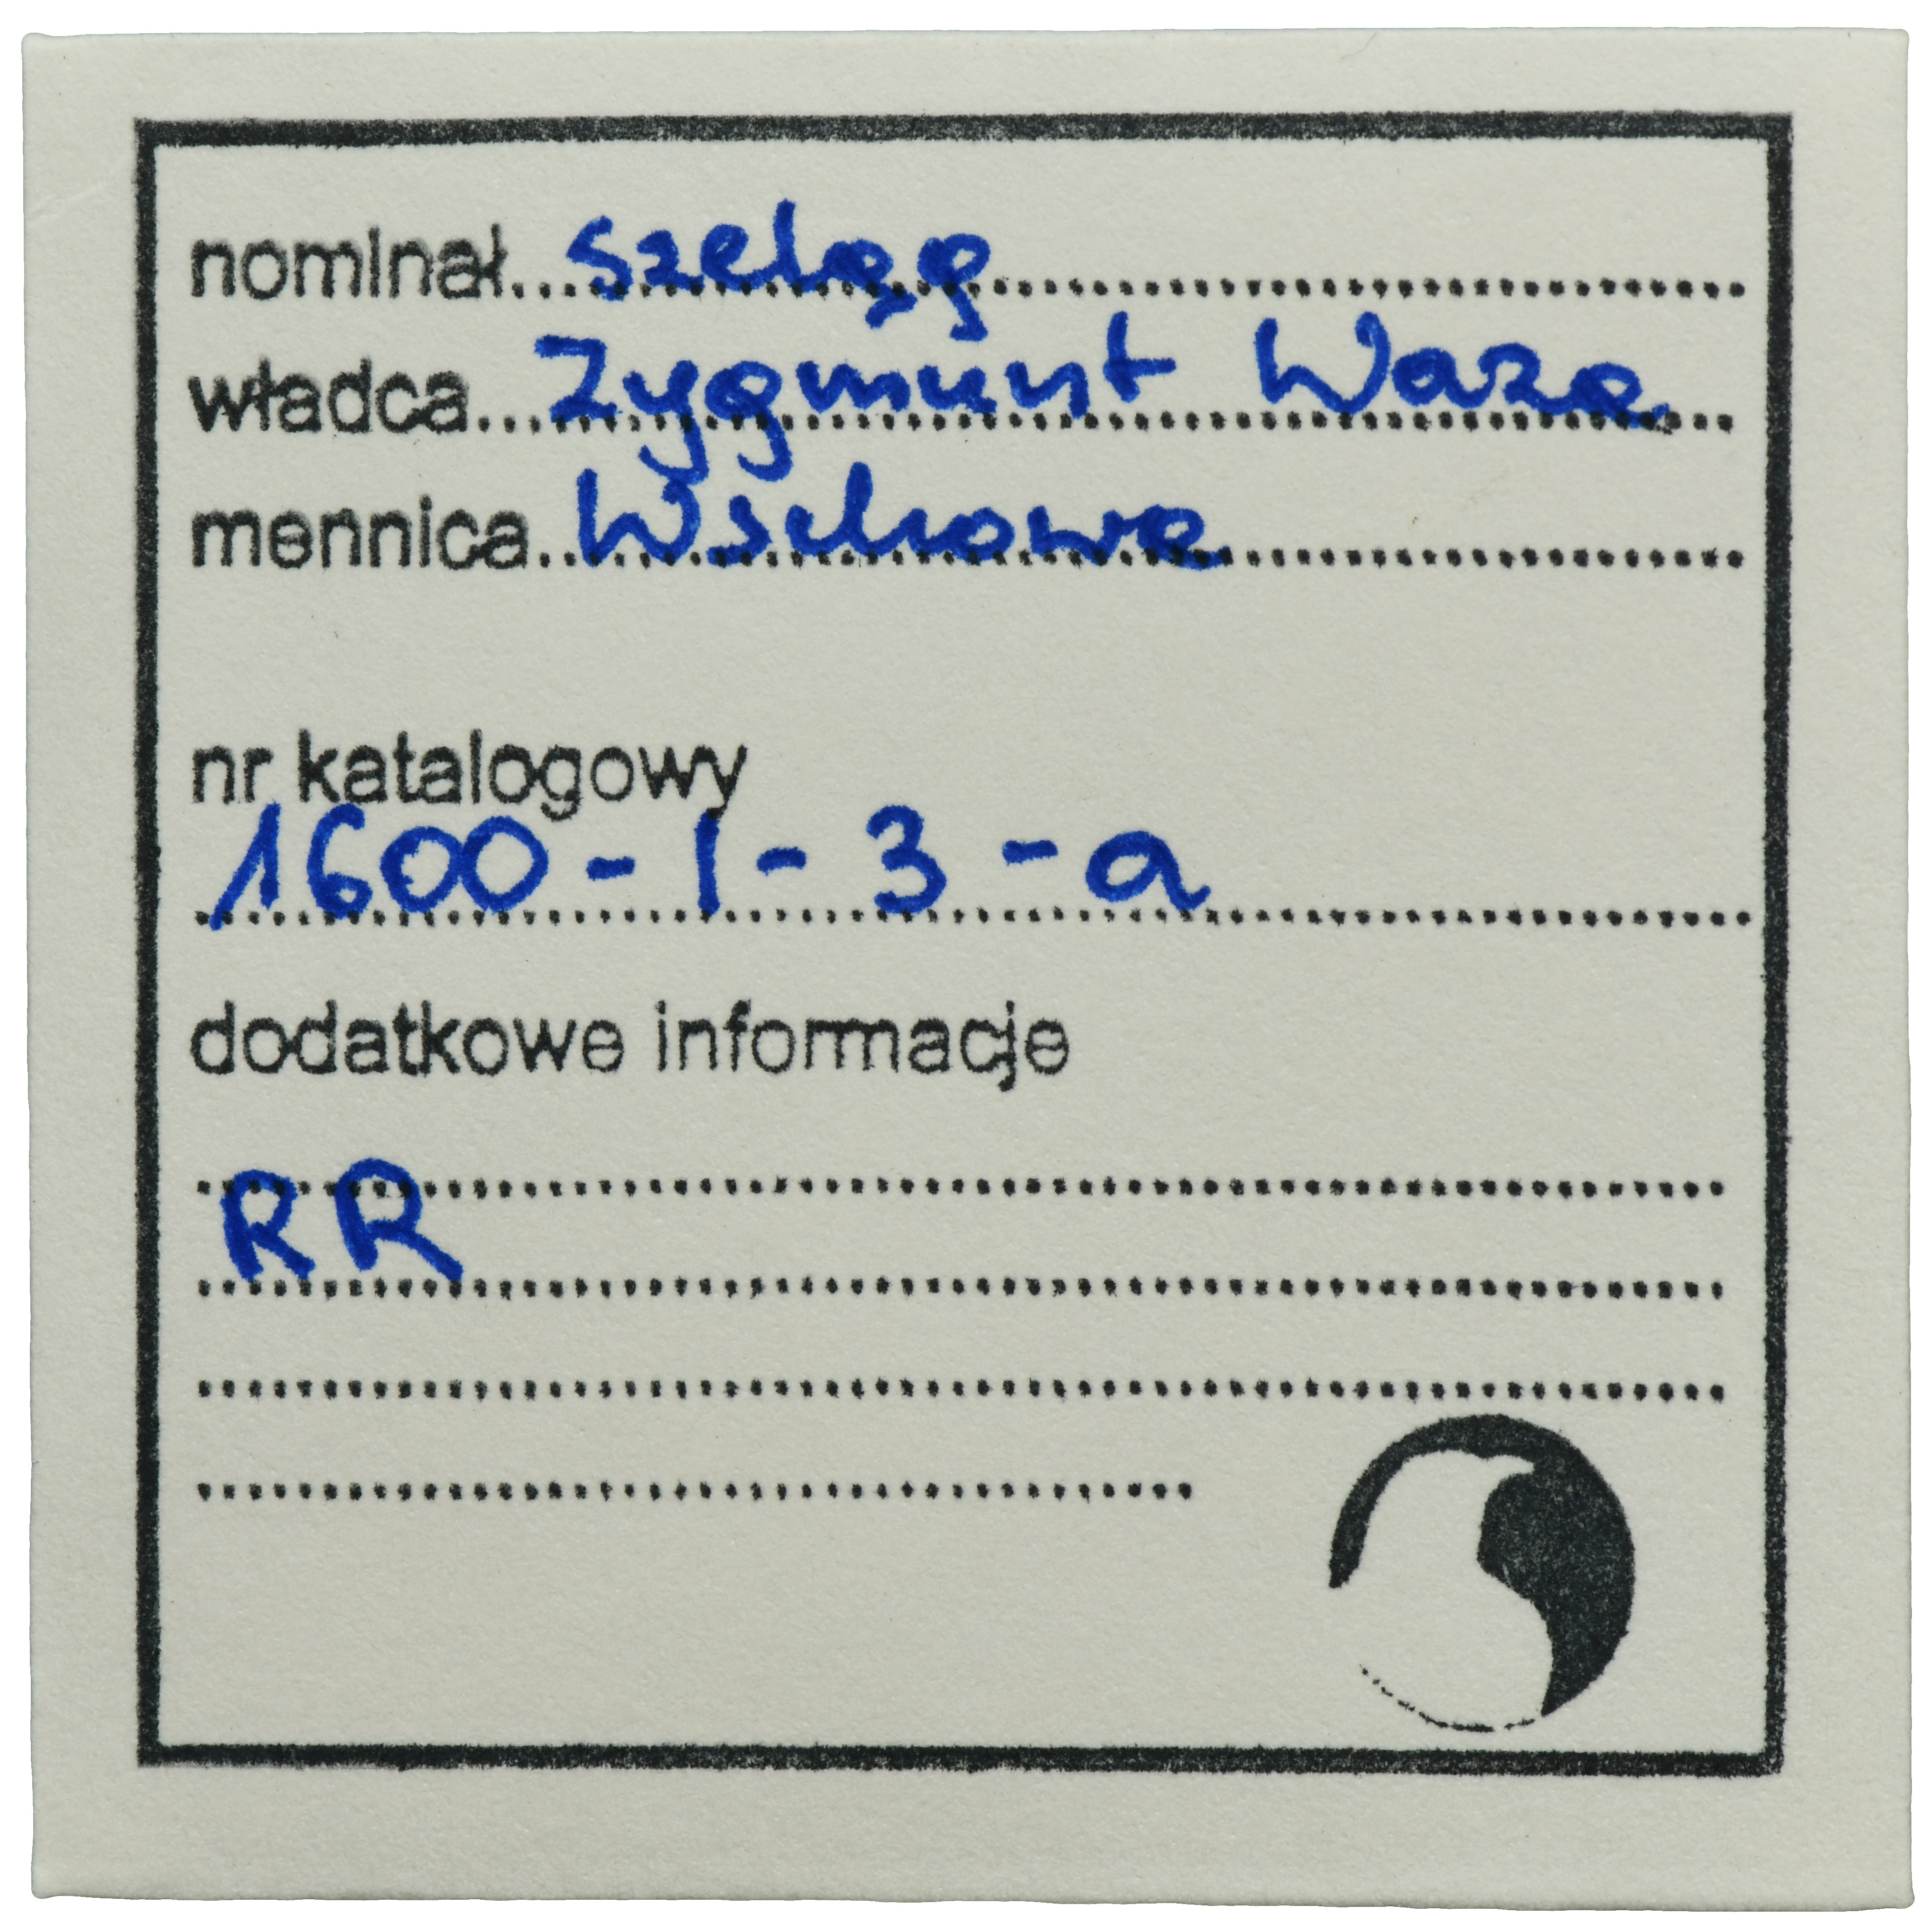 nominał...szeląg
władca...Zygmunt Waza
mennica..Wschowa
nr katalogowy
1600-1-3-a
dodatkowe informacje
RR